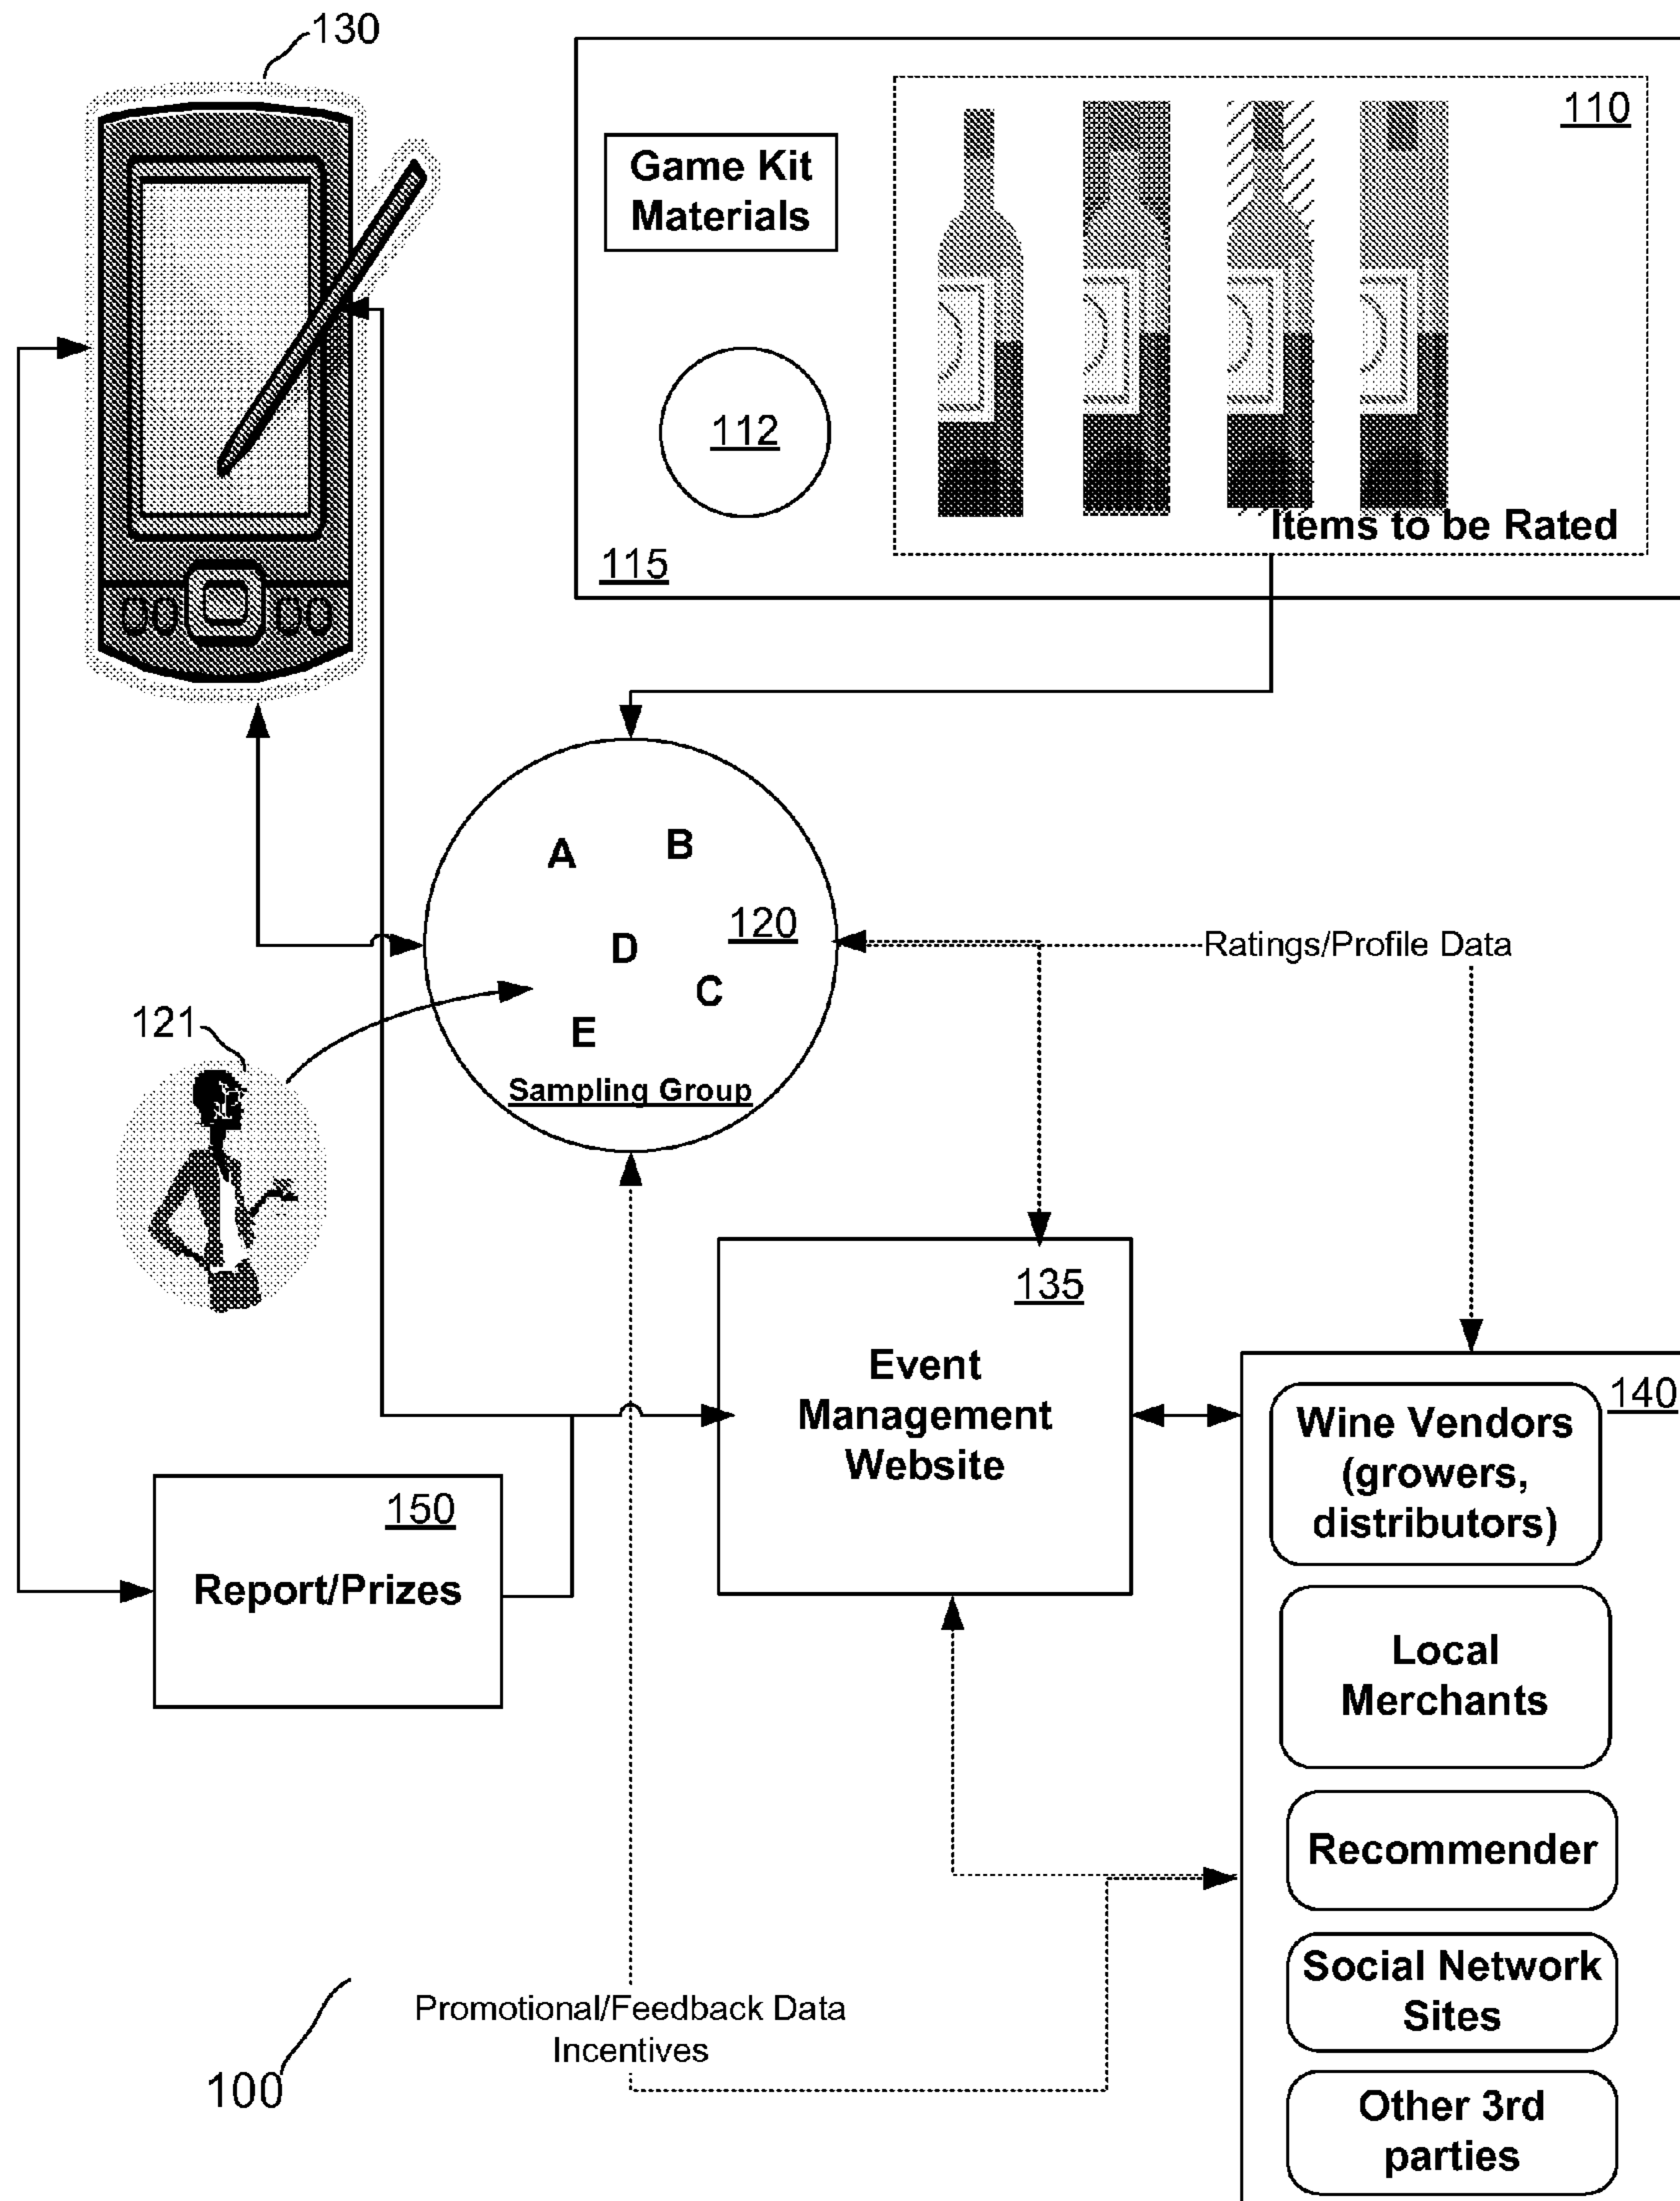 130
110
Game Kit
Materials
112
Items to be Rated
115
A
B
120
D
C
E
Sampling Group
Ratings/Profile Data
121
135
Event
Management
Website
140
Wine Vendors
(growers,
distributors)
150
Report/Prizes
Local
Merchants
Recommender
Social Network
Sites
Promotional/Feedback Data
Incentives
100
Other 3rd
parties